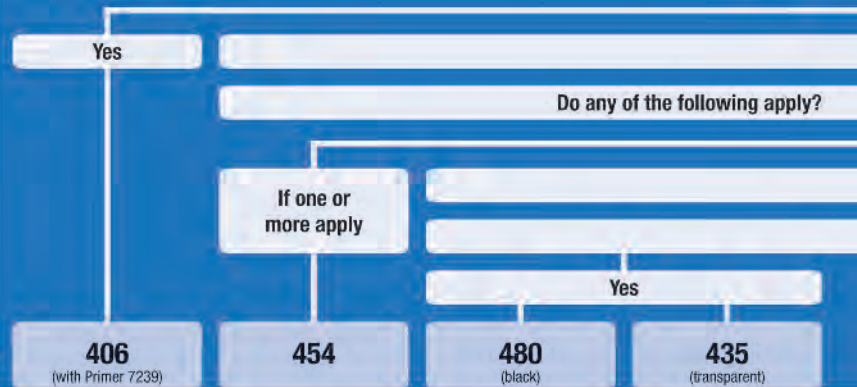 Yes
Do any of the following apply?
If one or
more apply
Yes
406
(with Primer 7239)
454
480
(black)
435
(transparent)